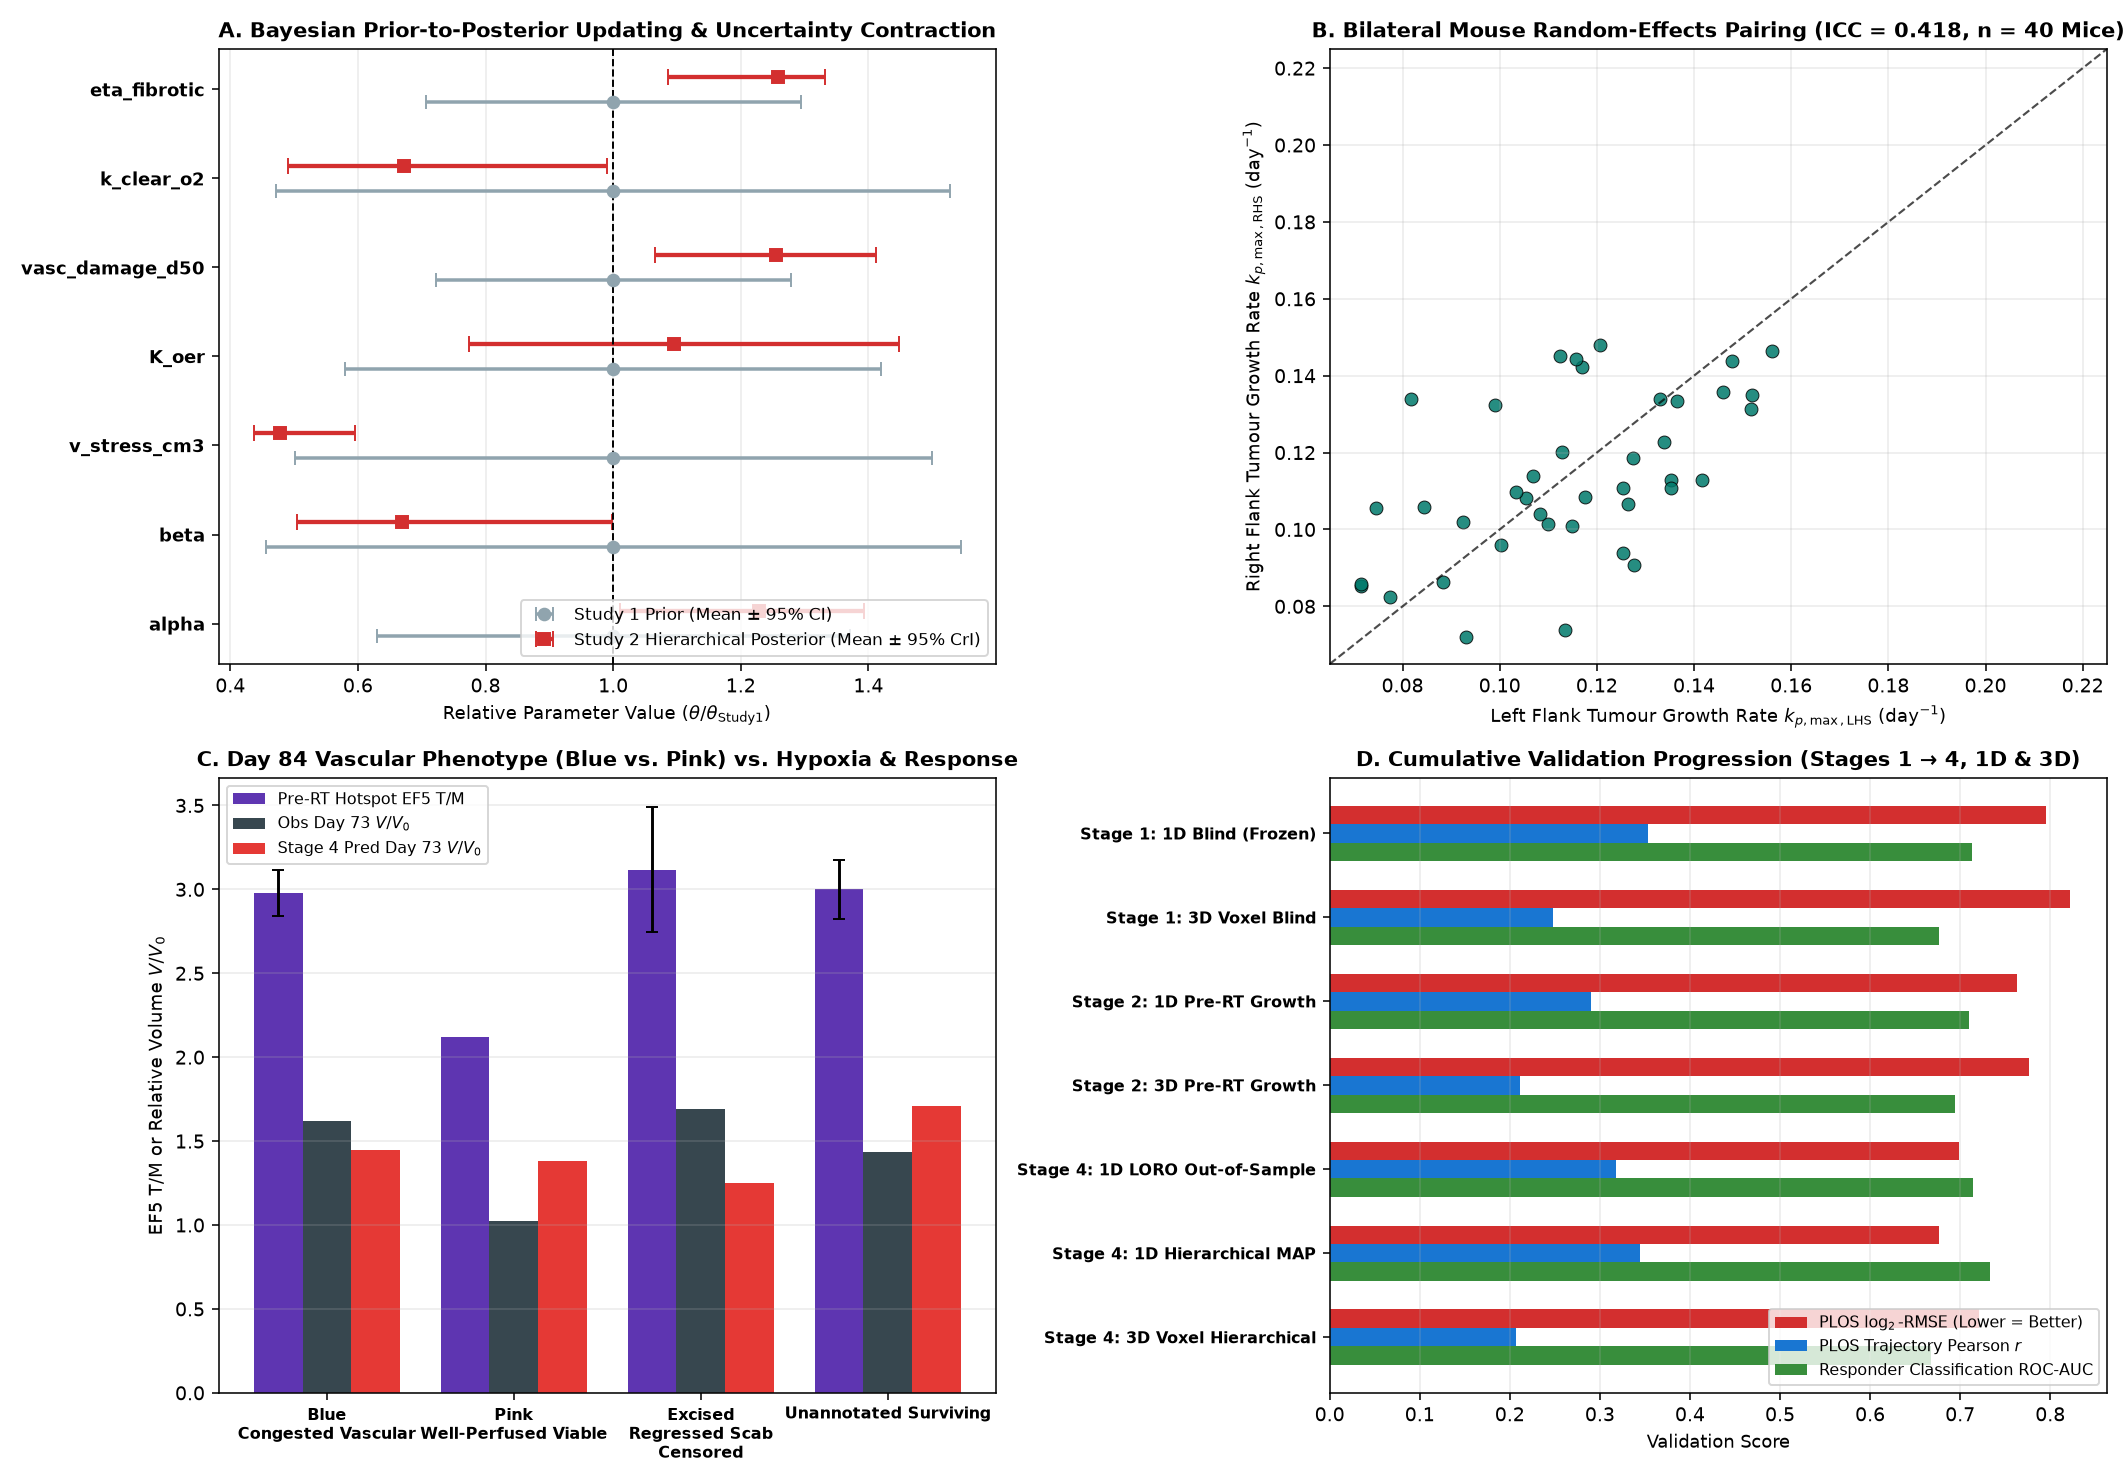 A. Bayesian Prior-to-Posterior Updating & Uncertainty Contraction
eta_fibrotic
k_clear_o2
vasc_damage_d50
K_oer
v_stress_cm3
beta
alpha
Study 1 Prior (Mean ± 95% CI)
Study 2 Hierarchical Posterior (Mean ± 95% CrI)
0.4 0.6 0.8 1.0 1.2 1.4
Relative Parameter Value (θ/θStudy1)
B. Bilateral Mouse Random-Effects Pairing (ICC = 0.418, n = 40 Mice)
Right Flank Tumour Growth Rate kp, max, RHS (day−1)
0.22
0.20
0.18
0.16
0.14
0.12
0.10
0.08
0.08 0.10 0.12 0.14 0.16 0.18 0.20 0.22
Left Flank Tumour Growth Rate kp, max, LHS (day−1)
C. Day 84 Vascular Phenotype (Blue vs. Pink) vs. Hypoxia & Response
Pre-RT Hotspot EF5 T/M
Obs Day 73 V/V0
Stage 4 Pred Day 73 V/V0
EF5 T/M or Relative Volume V/V0
3.5
3.0
2.5
2.0
1.5
1.0
0.5
0.0
Blue
Congested Vascular
Pink
Well-Perfused Viable
Excised
Regressed Scab
Censored
Unannotated Surviving
D. Cumulative Validation Progression (Stages 1 → 4, 1D & 3D)
Stage 1: 1D Blind (Frozen)
Stage 1: 3D Voxel Blind
Stage 2: 1D Pre-RT Growth
Stage 2: 3D Pre-RT Growth
Stage 4: 1D LORO Out-of-Sample
Stage 4: 1D Hierarchical MAP
Stage 4: 3D Voxel Hierarchical
PLOS log2-RMSE (Lower = Better)
PLOS Trajectory Pearson r
Responder Classification ROC-AUC
0.0 0.1 0.2 0.3 0.4 0.5 0.6 0.7 0.8
Validation Score